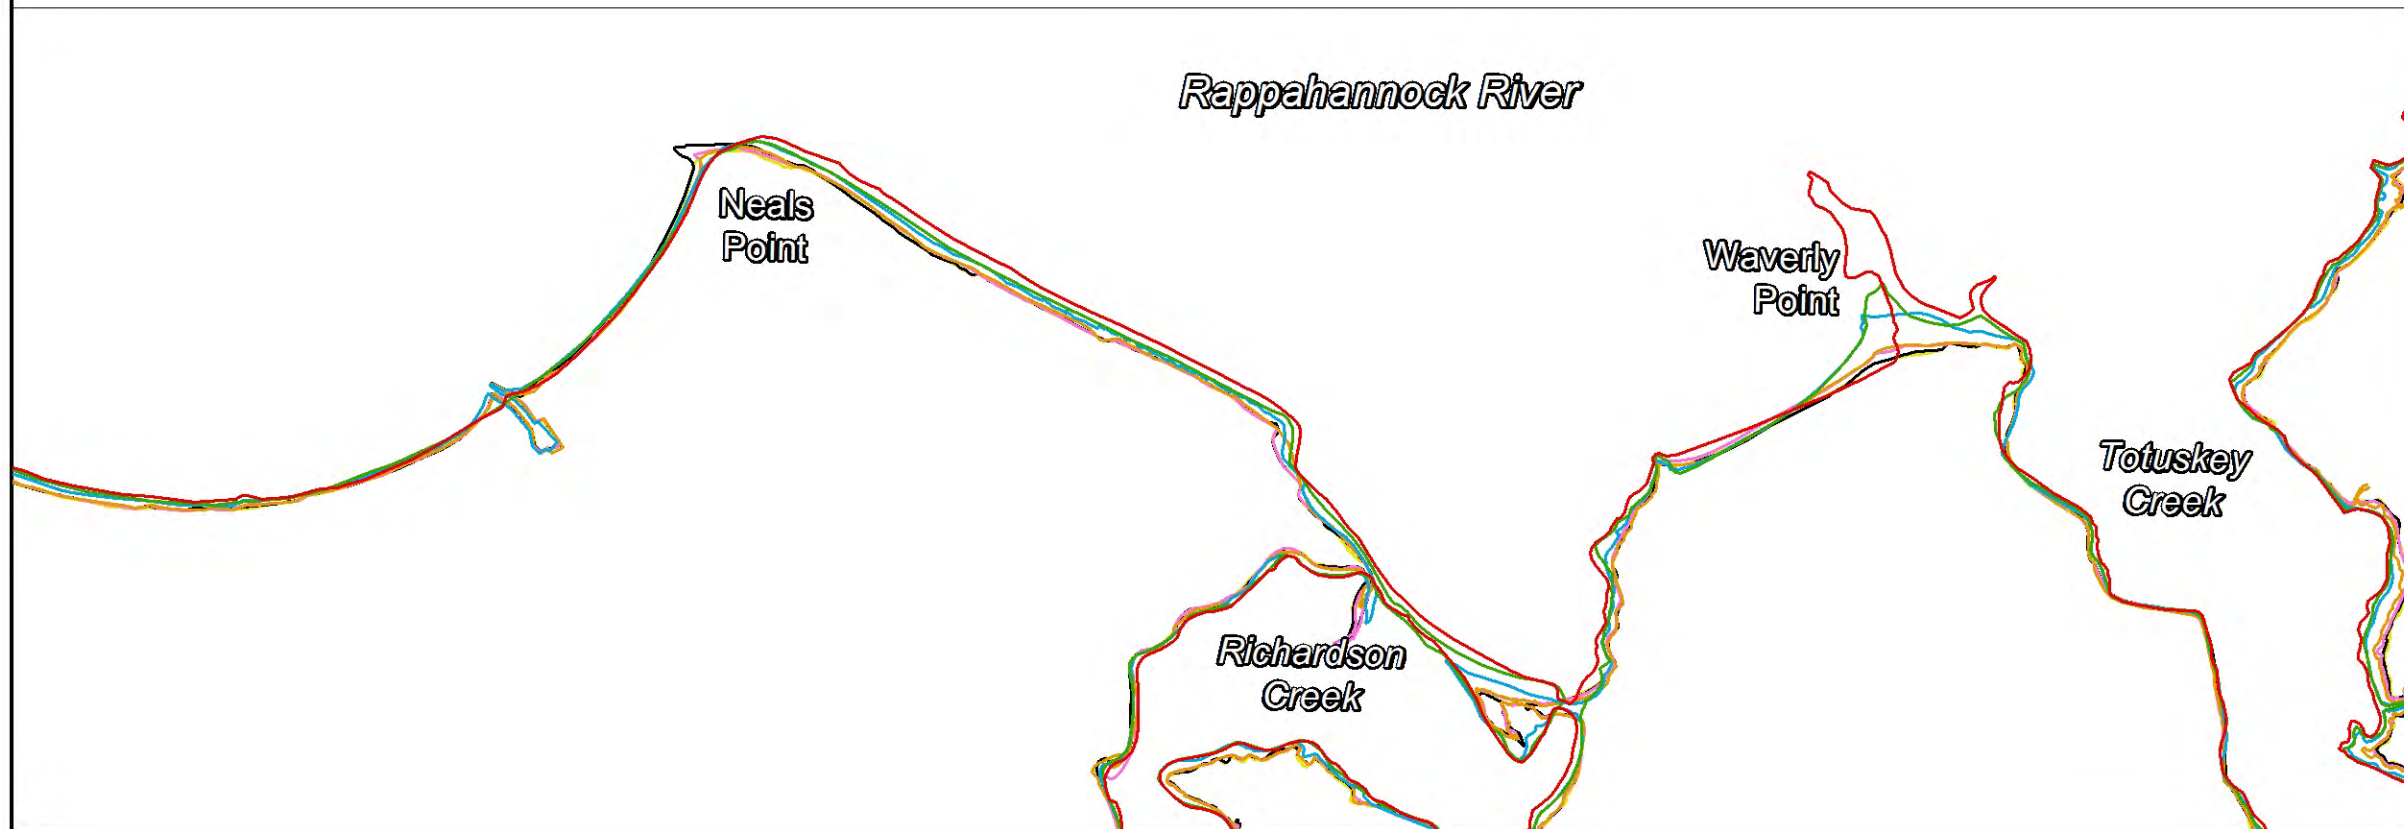 Rappahannock River
Neals
Point
Waverly
Point
Totuskey
Creek
Richardson
Creek